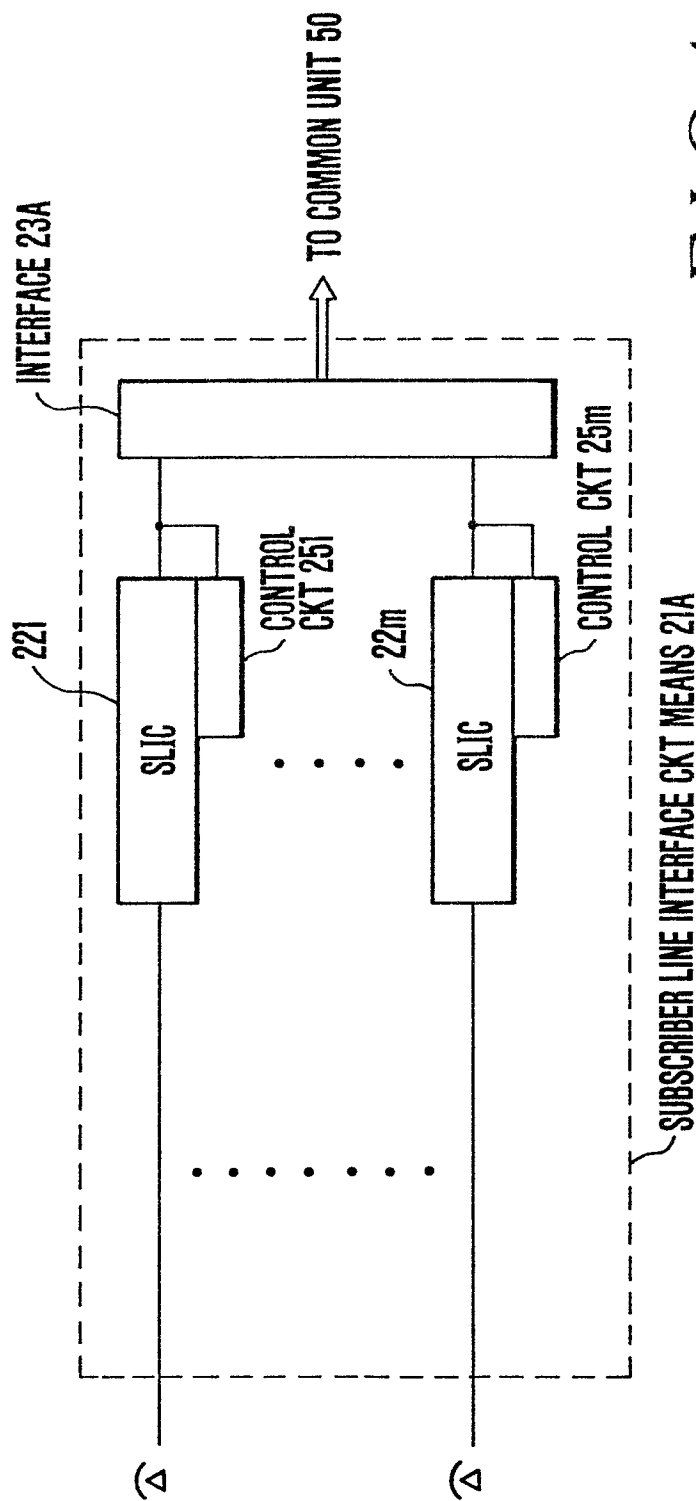 INTERFACE 23A
TO COMMON UNIT 50
221
SLIC
CONTROL
CKT 251
22m
SLIC
CONTROL CKT 25m
SUBSCRIBER LINE INTERFACE CKT MEANS 21A